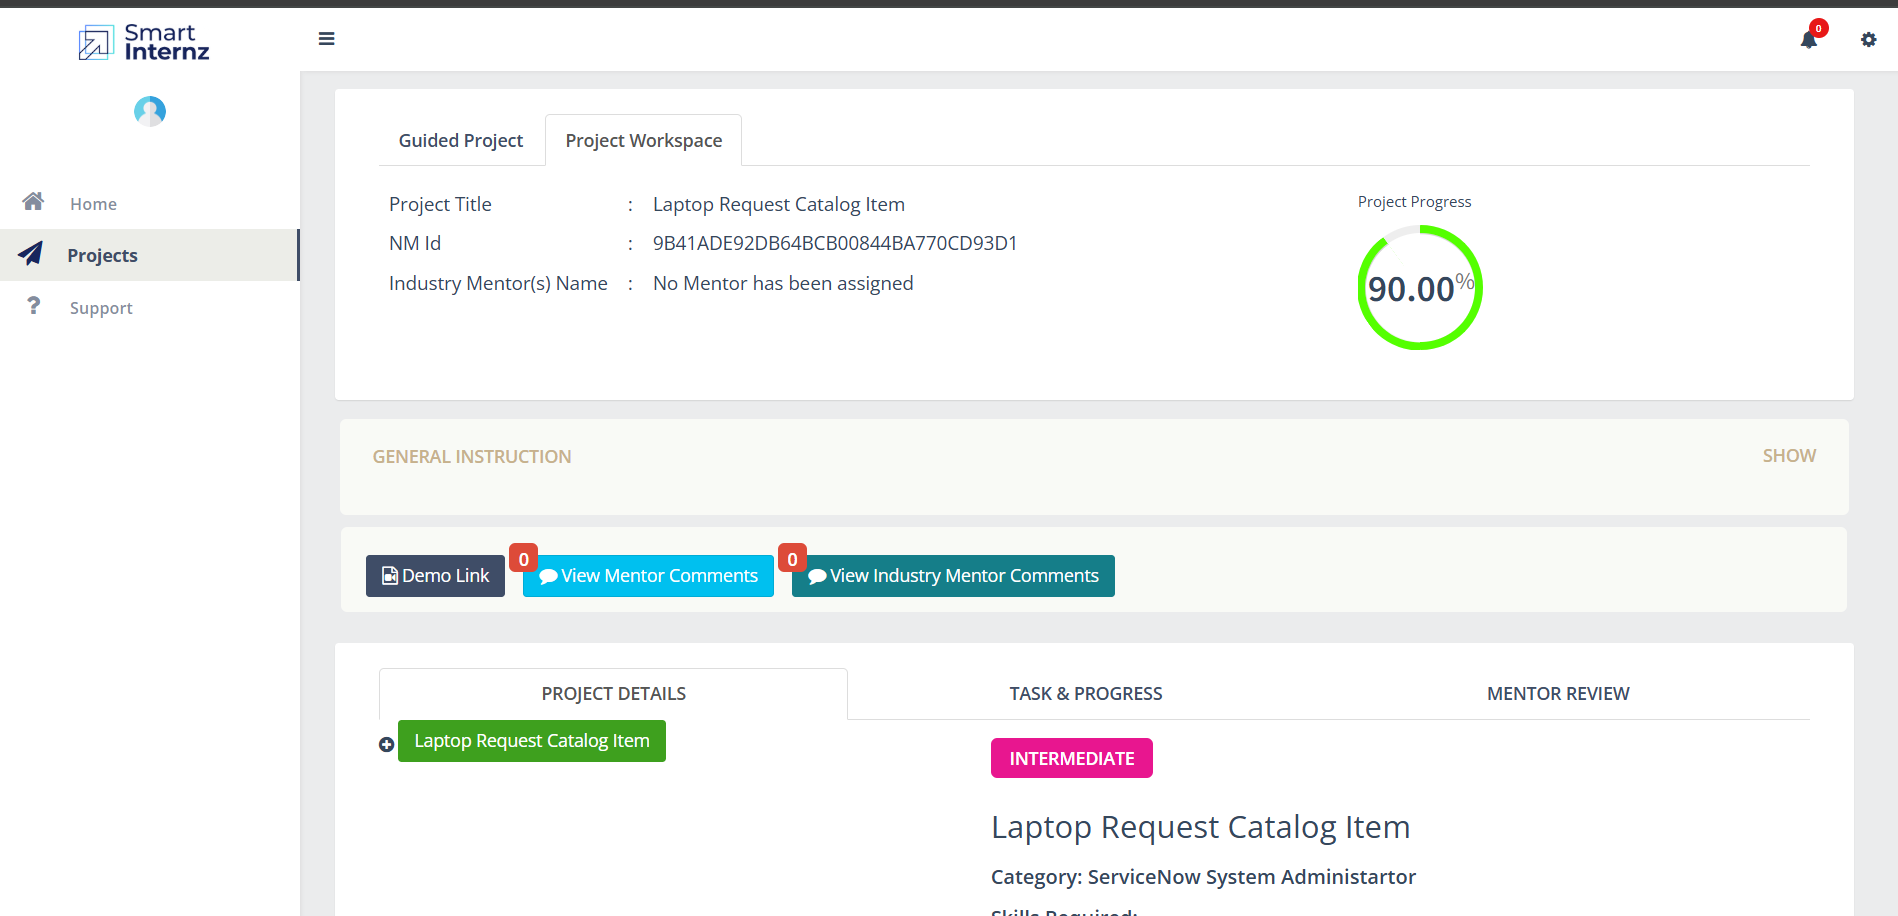 Smart
Internz
0
Home
Projects
Support
Guided Project
Project Workspace
Project Title : Laptop Request Catalog Item
NM Id : 9B41ADE92DB64BCB00844BA770CD93D1
Industry Mentor(s) Name : No Mentor has been assigned
Project Progress
90.00%
GENERAL INSTRUCTION
SHOW
Demo Link
0
View Mentor Comments
0
View Industry Mentor Comments
PROJECT DETAILS
TASK & PROGRESS
MENTOR REVIEW
Laptop Request Catalog Item
INTERMEDIATE
Laptop Request Catalog Item
Category: ServiceNow System Administartor
Skills Required: